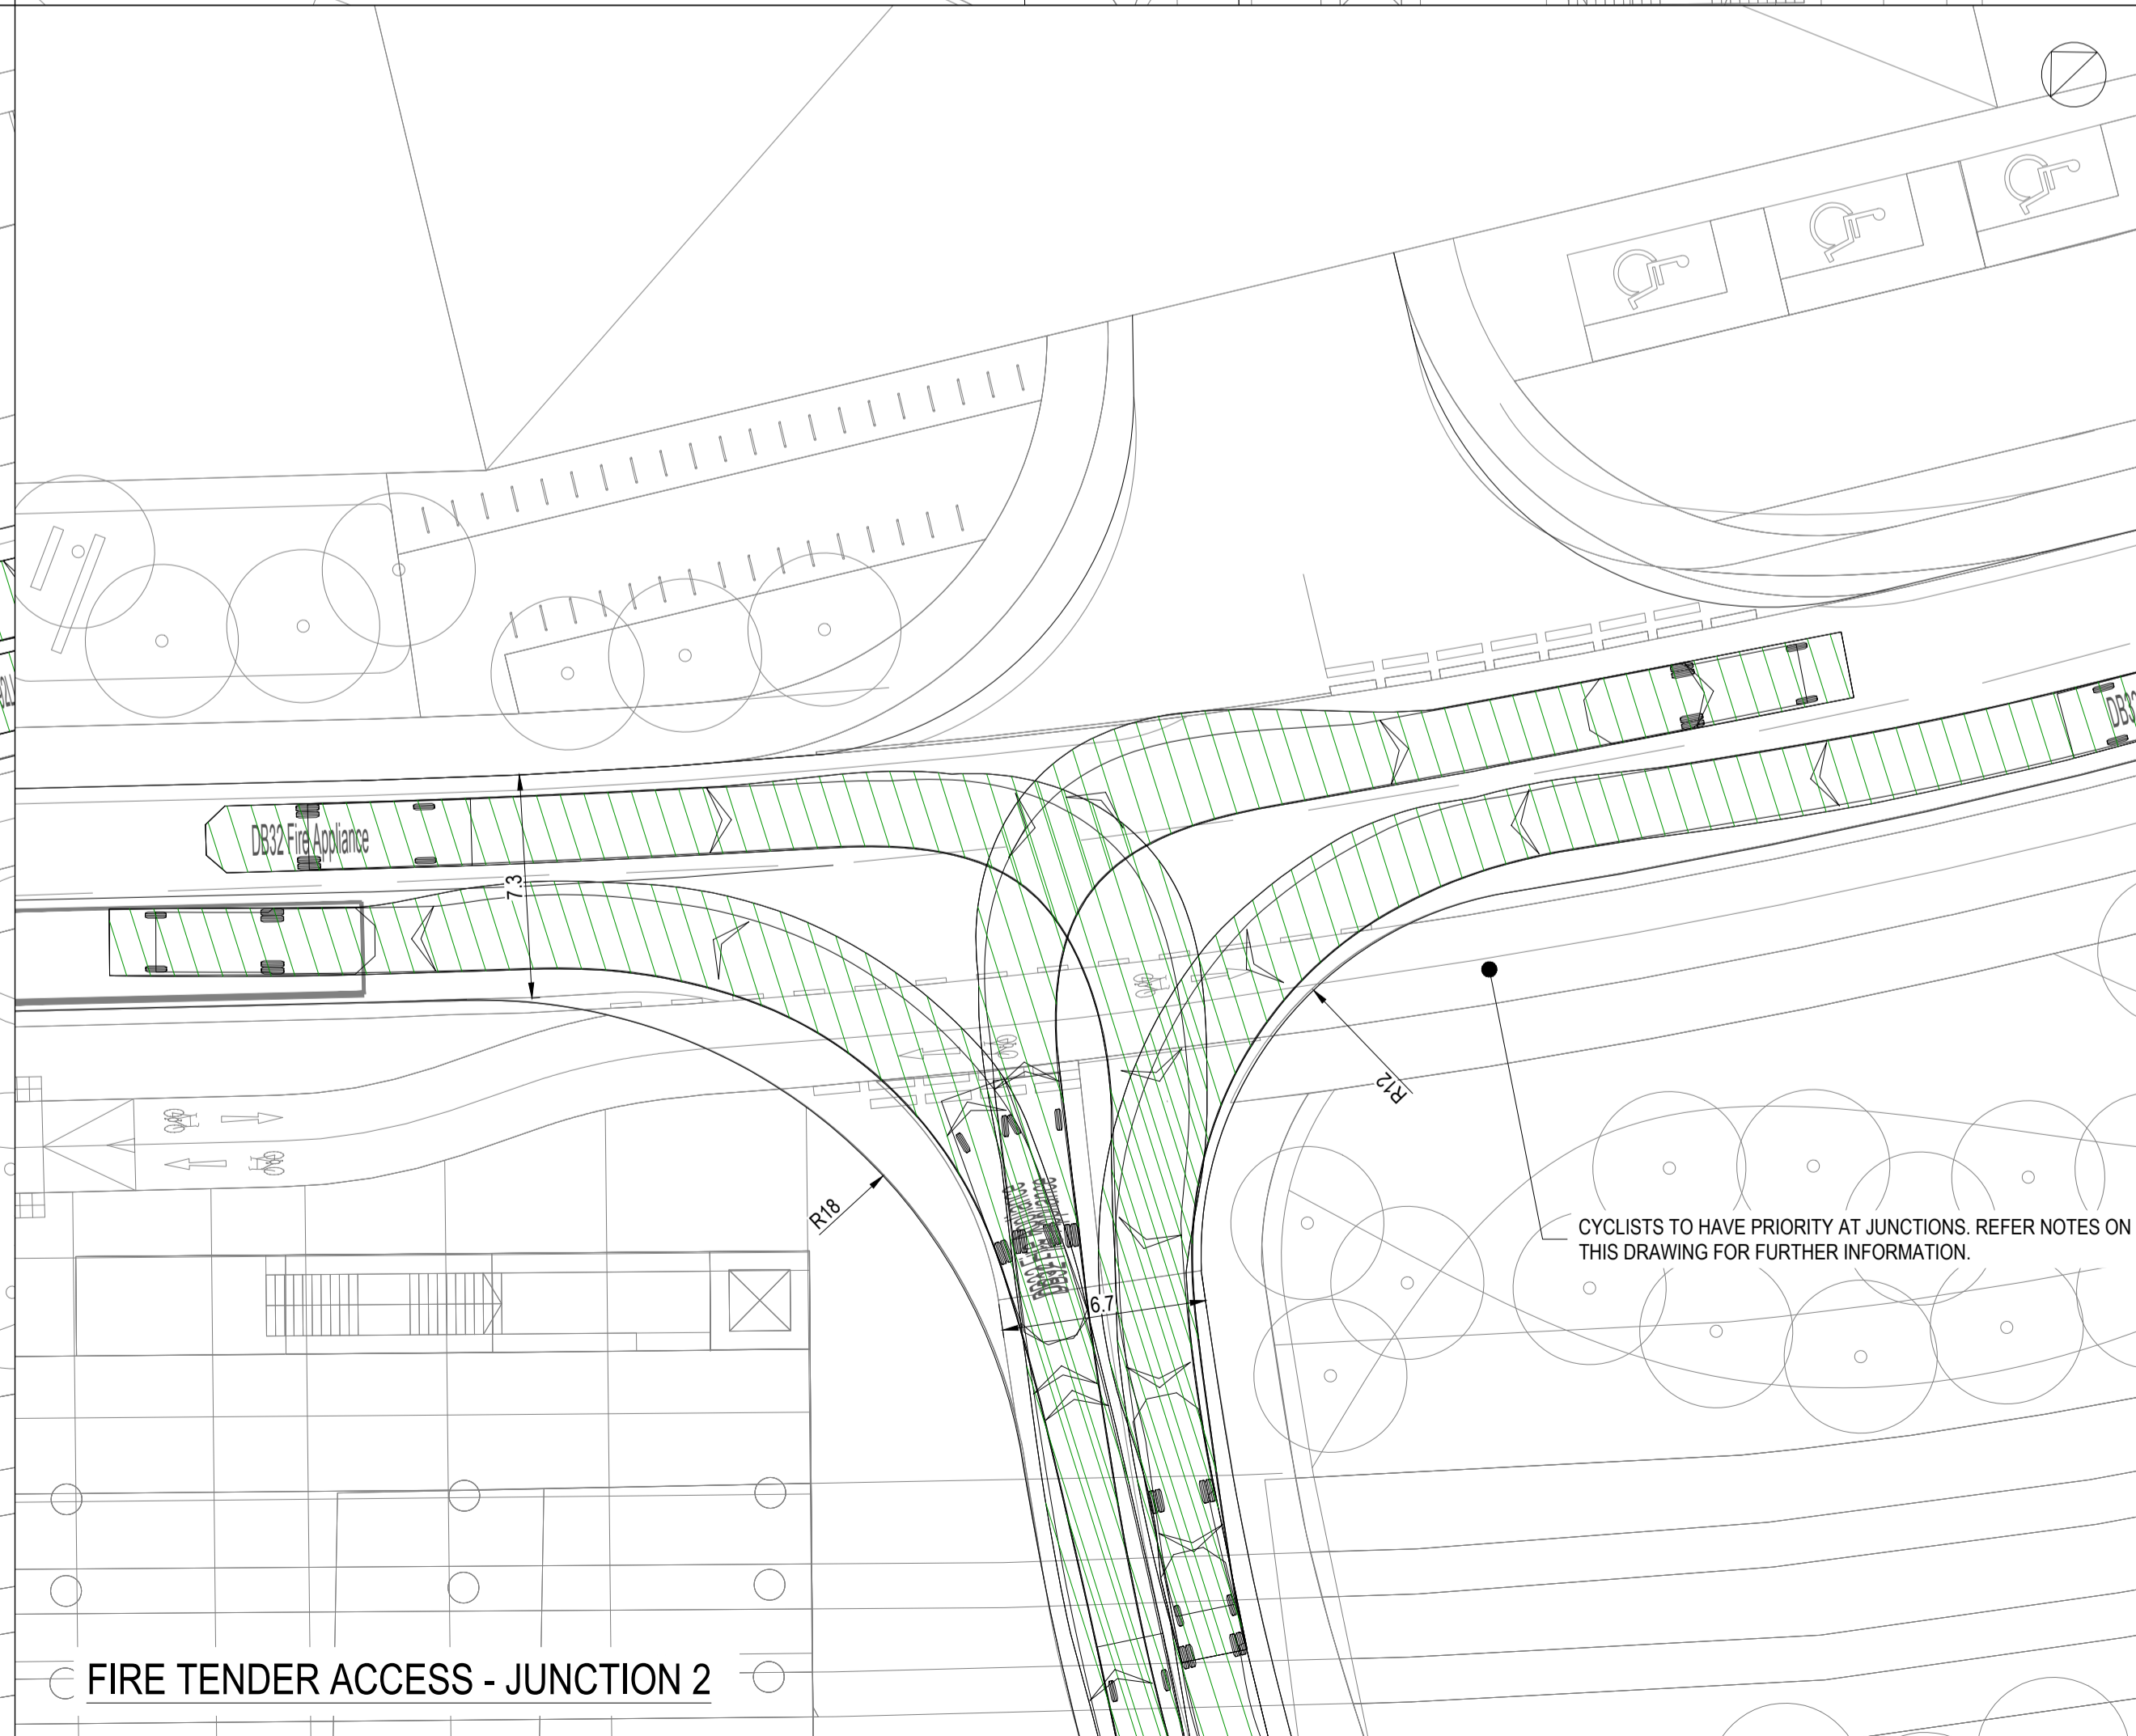 DB32 Fire Appliance
7.3
DB3
R12
R18
CYCLISTS TO HAVE PRIORITY AT JUNCTIONS. REFER NOTES ON
THIS DRAWING FOR FURTHER INFORMATION.
6.7
FIRE TENDER ACCESS - JUNCTION 2